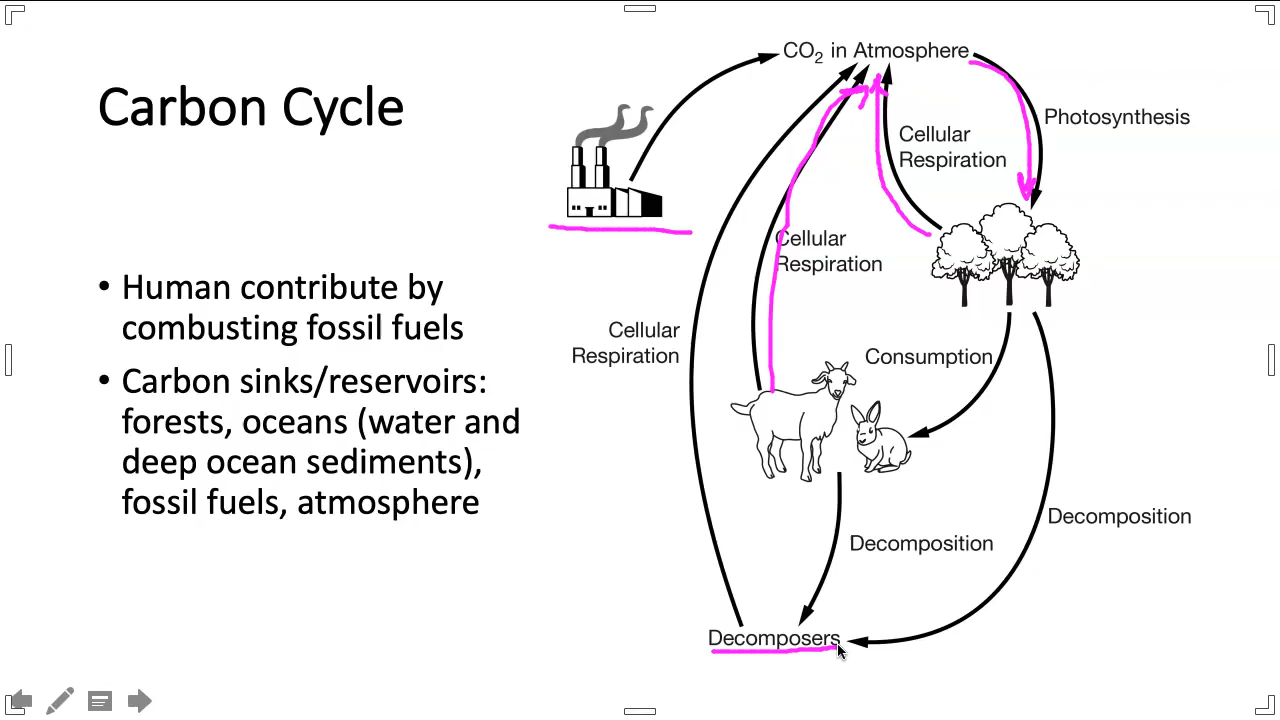 Carbon Cycle
• Human contribute by
combusting fossil fuels
• Carbon sinks/reservoirs:
forests, oceans (water and
deep ocean sediments),
fossil fuels, atmosphere
CO₂ in Atmosphere
Photosynthesis
Cellular
Respiration
Cellular
Respiration
Cellular
Respiration
Consumption
Decomposition
Decomposition
Decomposers